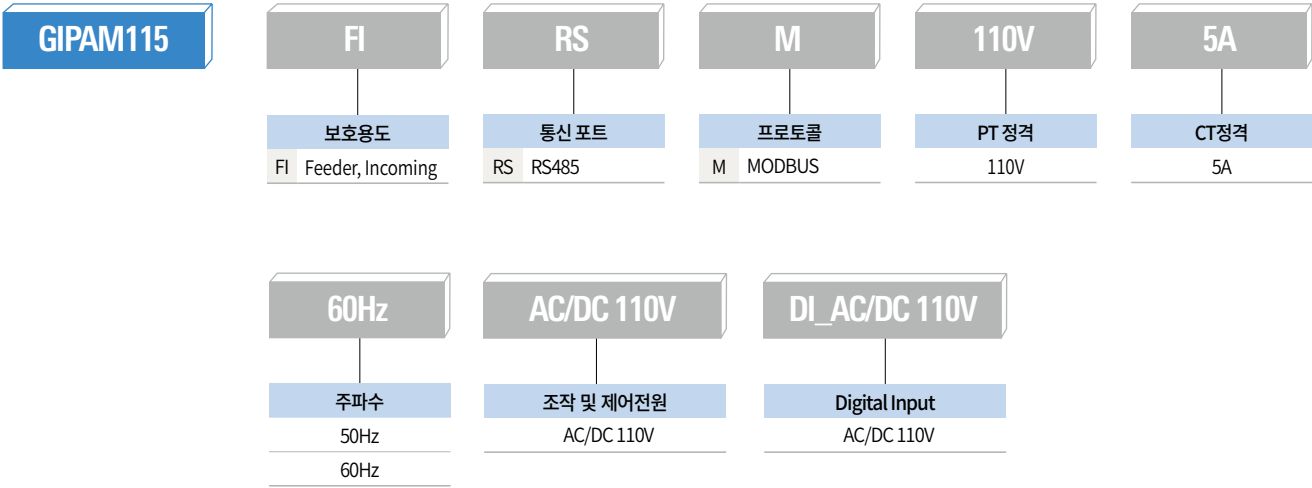 GIPAM115 FI RS M 110V 5A
보호용도 통신 포트 프로토콜 PT 정격 CT정격
FI Feeder, Incoming RS RS485 M MODBUS 110V 5A
60Hz AC/DC 110V DI_AC/DC 110V
주파수 조작 및 제어전원 Digital Input
50Hz AC/DC 110V AC/DC 110V
60Hz